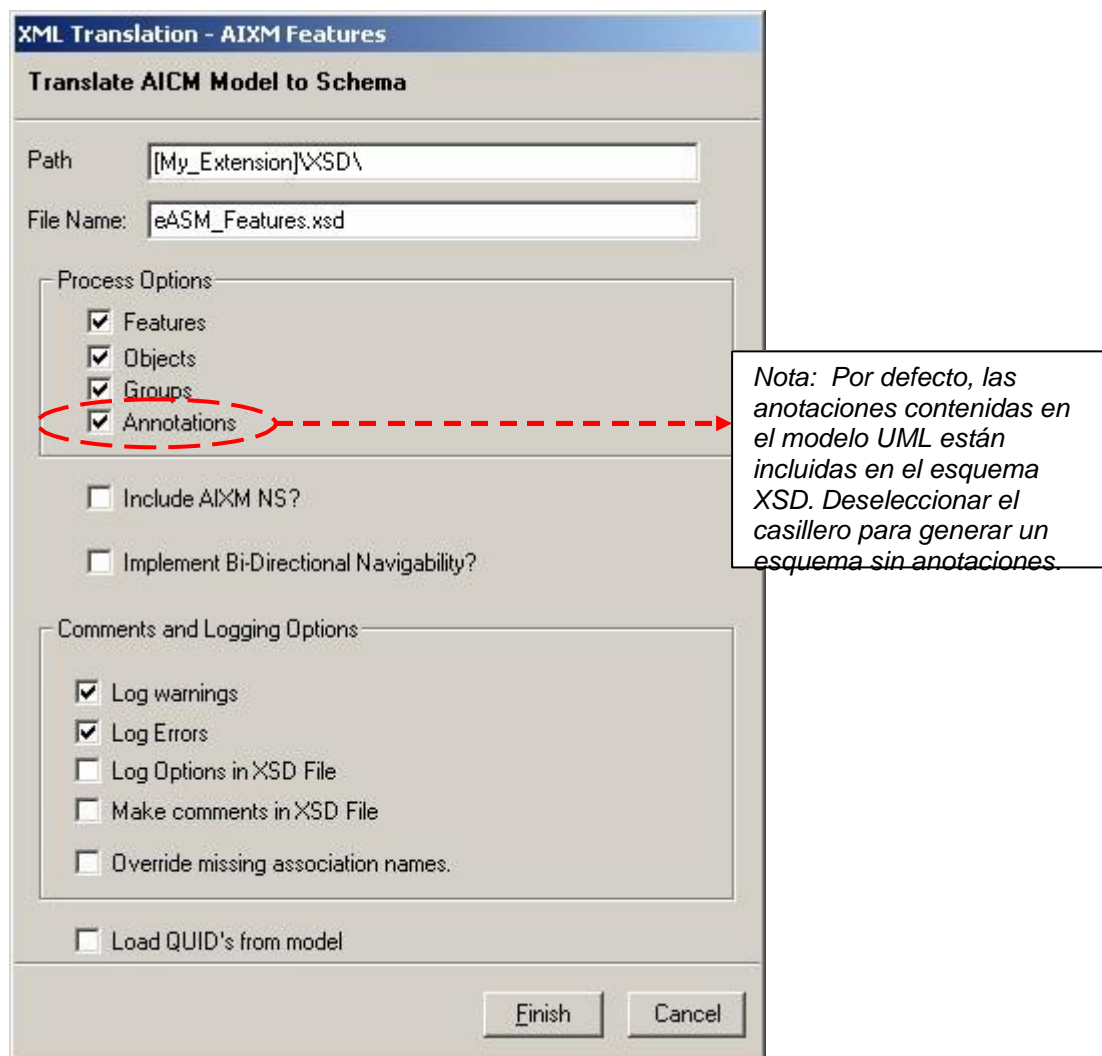 XML Translation - AIXM Features
Translate AICM Model to Schema
Path [My_Extension]\XSD\
File Name: eASM_Features.xsd
Process Options
Features
Objects
Groups
Annotations
Nota: Por defecto, las
anotaciones contenidas en
el modelo UML están
incluidas en el esquema
XSD. Deseleccionar el
casillero para generar un
esquema sin anotaciones.
Include AIXM NS?
Implement Bi-Directional Navigability?
Comments and Logging Options
Log warnings
Log Errors
Log Options in XSD File
Make comments in XSD File
Override missing association names.
Load QUID's from model
Finish Cancel